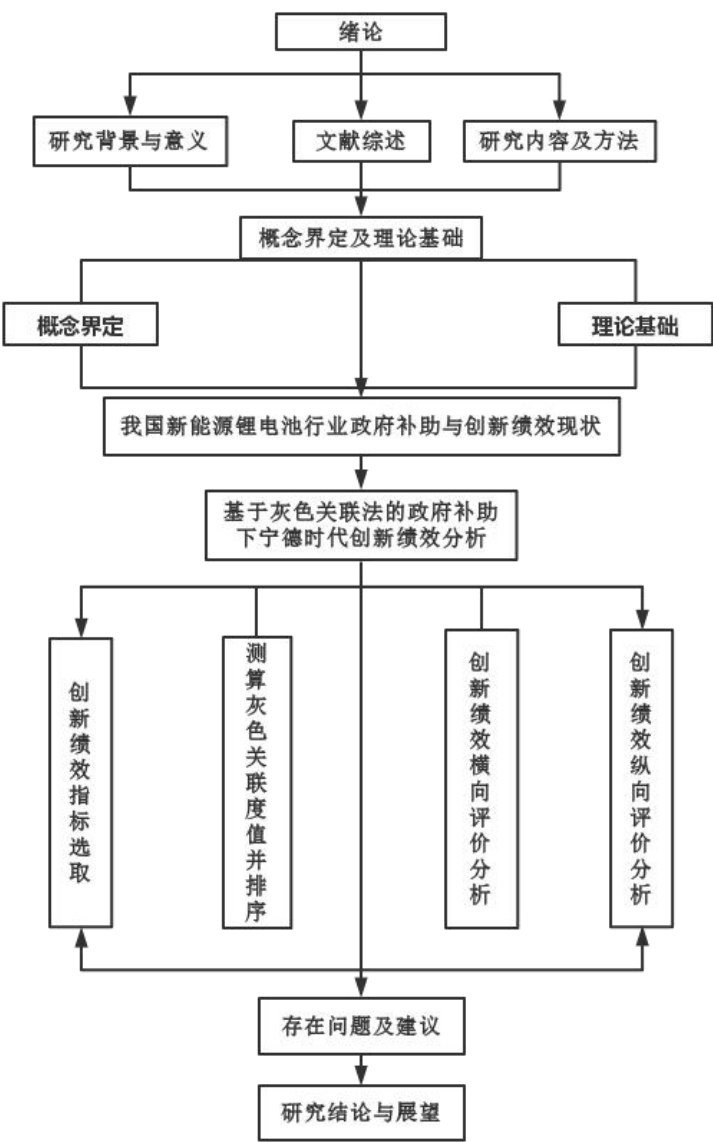 绪论
研究背景与意义
文献综述
研究内容及方法
概念界定及理论基础
概念界定
理论基础
我国新能源锂电池行业政府补助与创新绩效现状
基于灰色关联法的政府补助
下宁德时代创新绩效分析
创新绩效指标选取
测算灰色关联度值并排序
创新绩效横向评价分析
创新绩效纵向评价分析
存在问题及建议
研究结论与展望